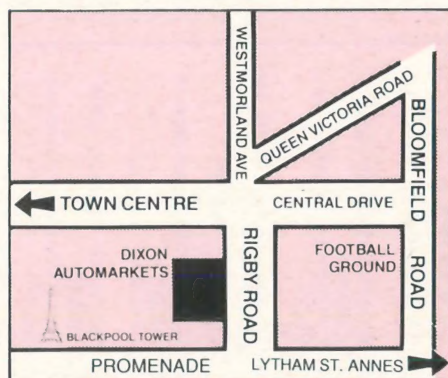 WESTMORLAND AVE
QUEEN VICTORIA ROAD
BLOOMFIELD ROAD
TOWN CENTRE
CENTRAL DRIVE
DIXON
AUTOMARKETS
RIGBY ROAD
FOOTBALL
GROUND
BLACKPOOL TOWER
PROMENADE
LYTHAM ST. ANNES